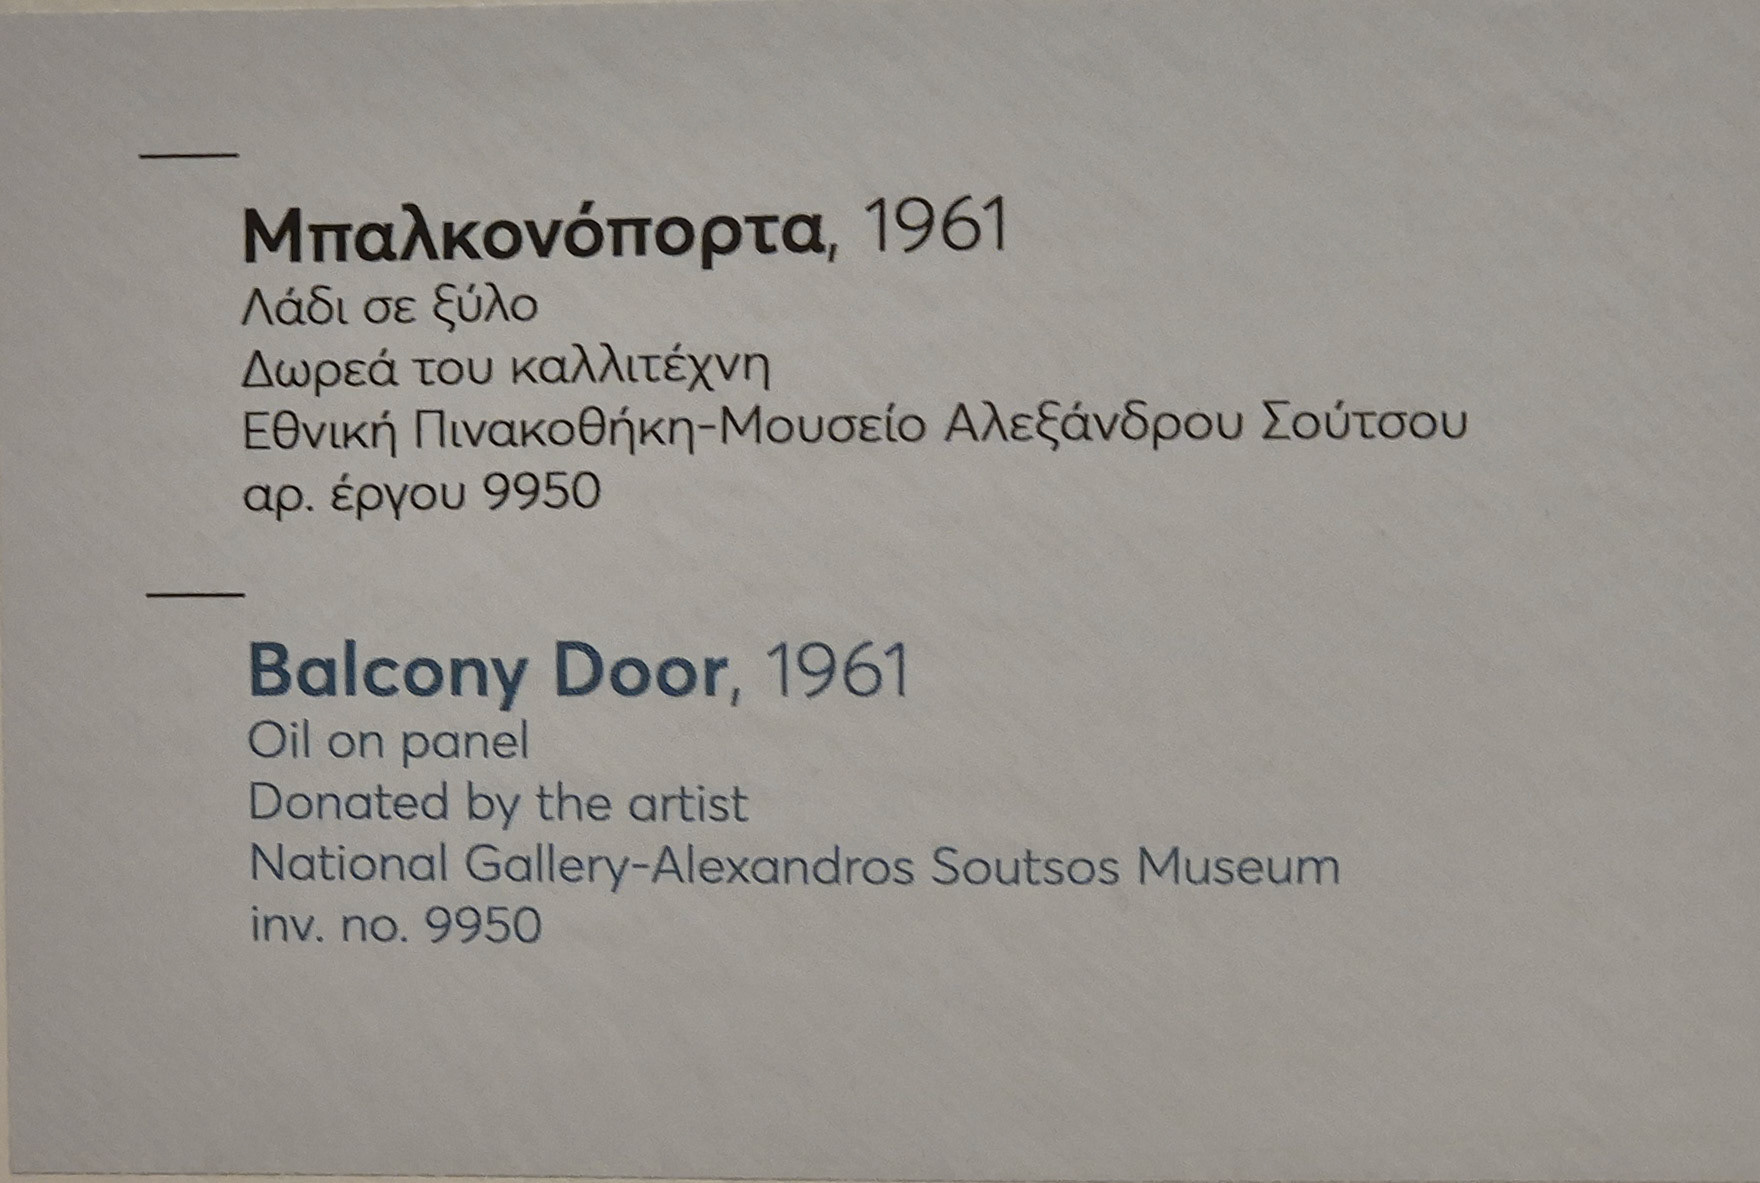 Μπαλκονόπορτα, 1961
Λάδι σε ξύλο
Δωρεά του καλλιτέχνη
Εθνική Πινακοθήκη-Μουσείο Αλεξάνδρου Σούτσου
αρ. έργου 9950
Balcony Door, 1961
Oil on panel
Donated by the artist
National Gallery-Alexandros Soutsos Museum
inv. no. 9950